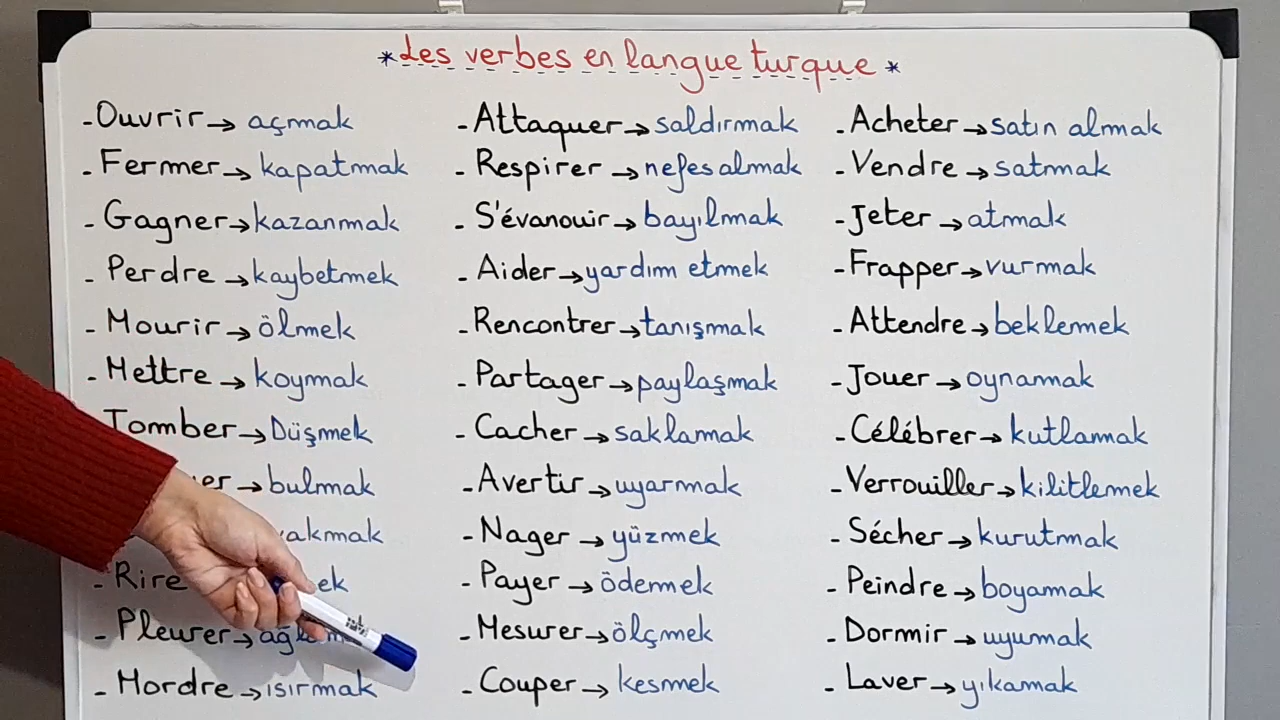 *Les verbes en langue turque*
- Ouvrir → açmak
- Fermer → kapatmak
- Gagner → kazanmak
- Perdre → kaybetmek
- Mourir → ölmek
- Mettre → koymak
Tomber → Düşmek
→ bulmak
- Rire
- Pleurer →
- Mordre → ısırmak
- Attaquer → saldırmak
- Respirer → nefes almak
- S'évanouir → bayılmak
- Aider → yardım etmek
- Rencontrer → tanışmak
- Partager → paylaşmak
- Cacher → saklamak
- Avertir → uyarmak
- Nager → yüzmek
- Payer → ödemek
- Mesurer → ölçmek
- Couper → kesmek
- Acheter → satın almak
- Vendre → satmak
- Jeter → atmak
- Frapper → vurmak
- Attendre → beklemek
- Jouer → oynamak
- Célébrer → kutlamak
- Verrouiller → kilitlemek
- Sécher → kurutmak
- Peindre → boyamak
- Dormir → uyumak
- Laver → yıkamak